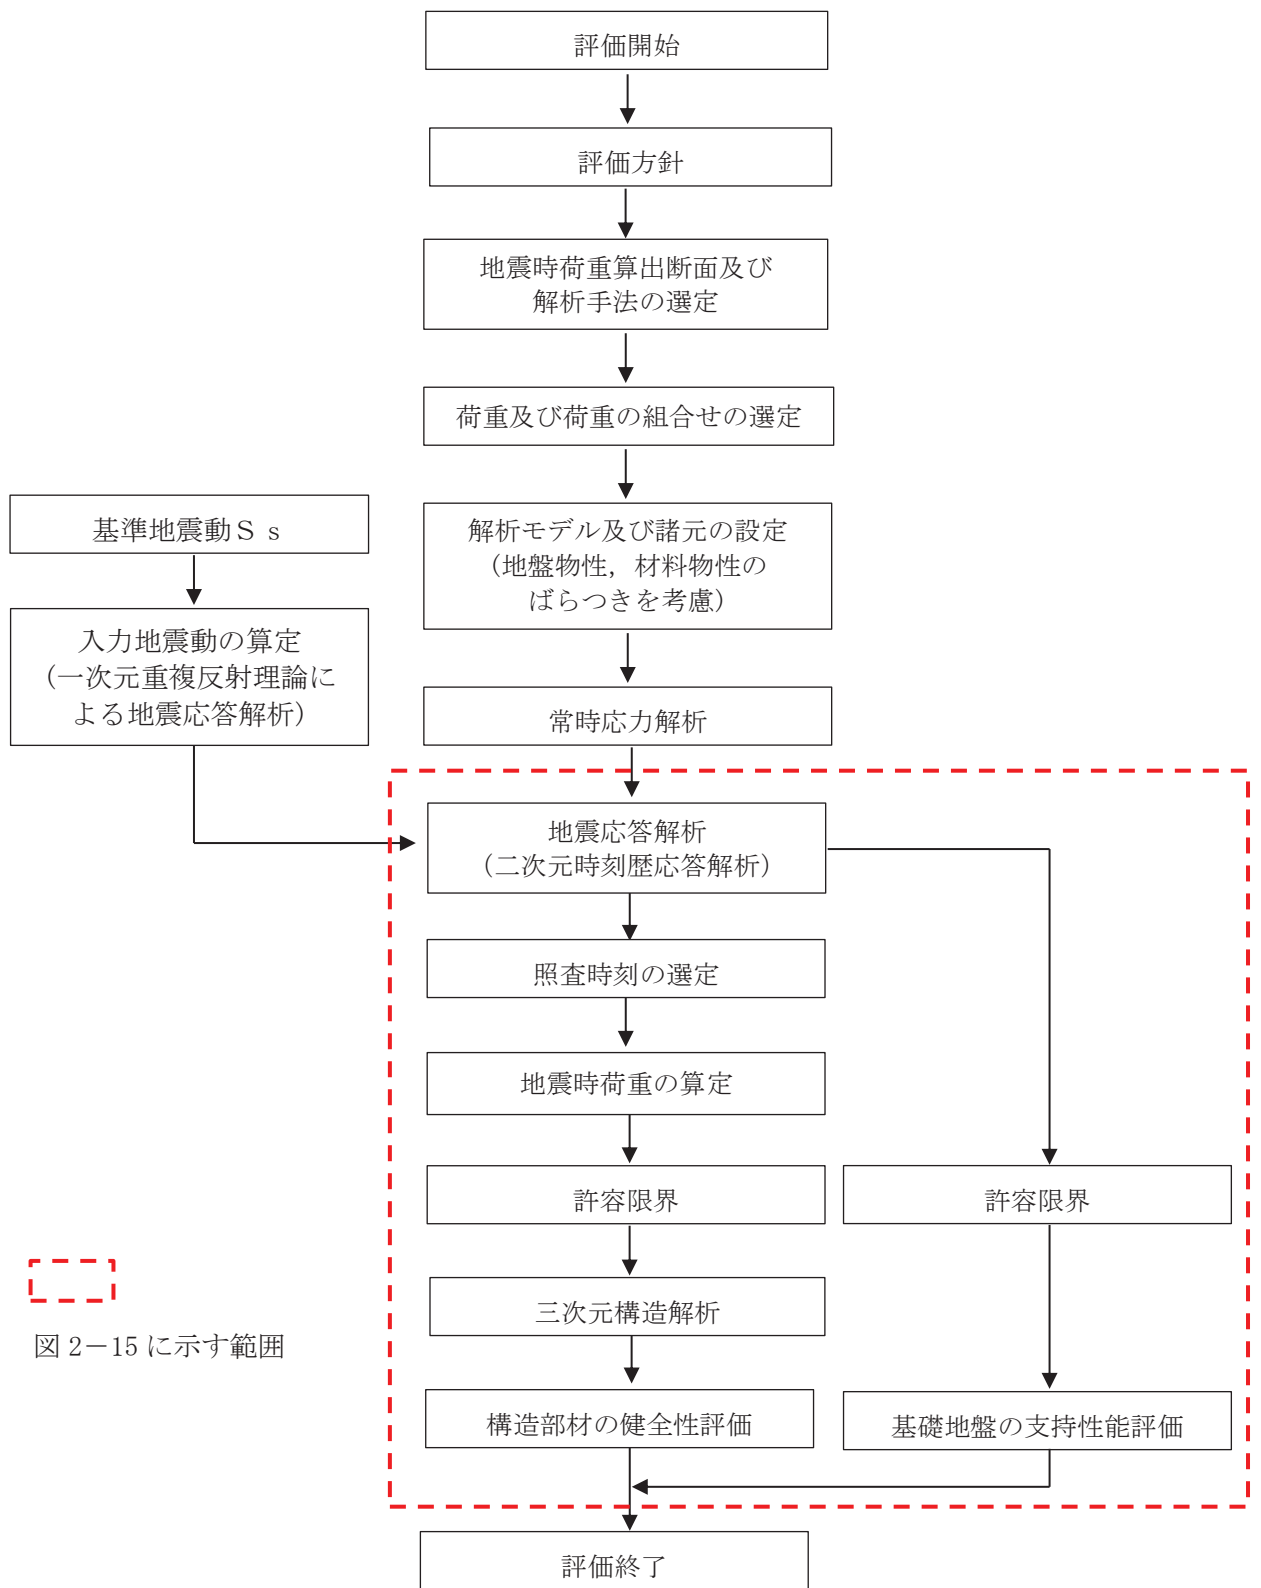 評価開始
評価方針
地震時荷重算出断面及び
解析手法の選定
荷重及び荷重の組合せの選定
基準地震動Ｓｓ
解析モデル及び諸元の設定
（地盤物性，材料物性の
ばらつきを考慮）
入力地震動の算定
（一次元重複反射理論に
よる地震応答解析）
常時応力解析
地震応答解析
（二次元時刻歴応答解析）
照査時刻の選定
地震時荷重の算定
許容限界
許容限界
三次元構造解析
図 2－15 に示す範囲
構造部材の健全性評価
基礎地盤の支持性能評価
評価終了